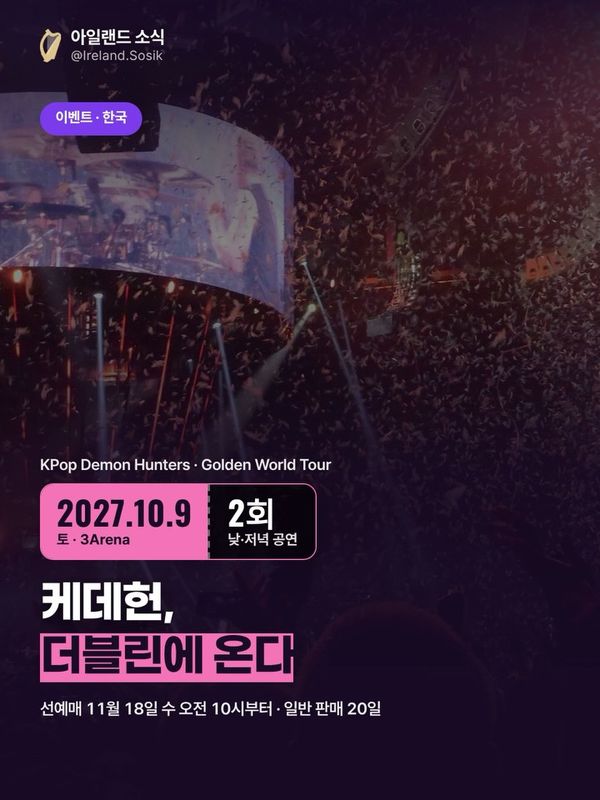 아일랜드 소식
@Ireland.Sosik
이벤트 · 한국
KPop Demon Hunters · Golden World Tour
2027.10.9
토 · 3Arena
2회
낮·저녁 공연
케데헌,
더블린에 온다
선예매 11월 18일 수 오전 10시부터 · 일반 판매 20일